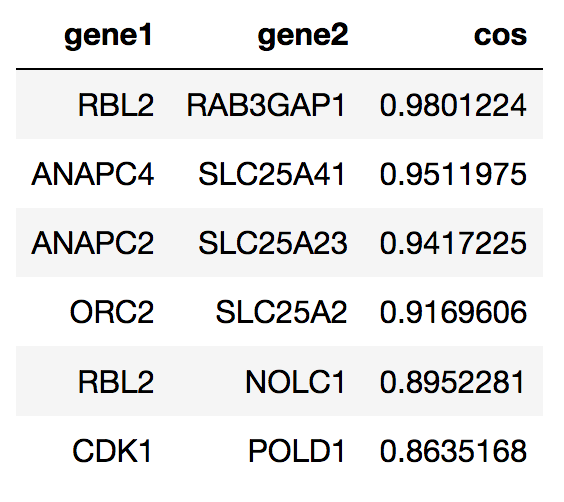 gene1 gene2 cos
RBL2 RAB3GAP1 0.9801224
ANAPC4 SLC25A41 0.9511975
ANAPC2 SLC25A23 0.9417225
ORC2 SLC25A2 0.9169606
RBL2 NOLC1 0.8952281
CDK1 POLD1 0.8635168